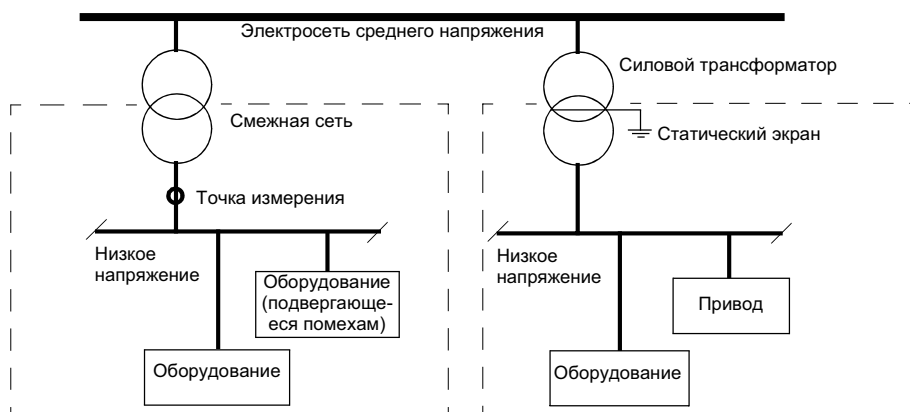 Электросеть среднего напряжения
Силовой трансформатор
Смежная сеть
Статический экран
Точка измерения
Низкое
напряжение
Оборудование
(подвергающе-
еся помехам)
Оборудование
Низкое
напряжение
Привод
Оборудование